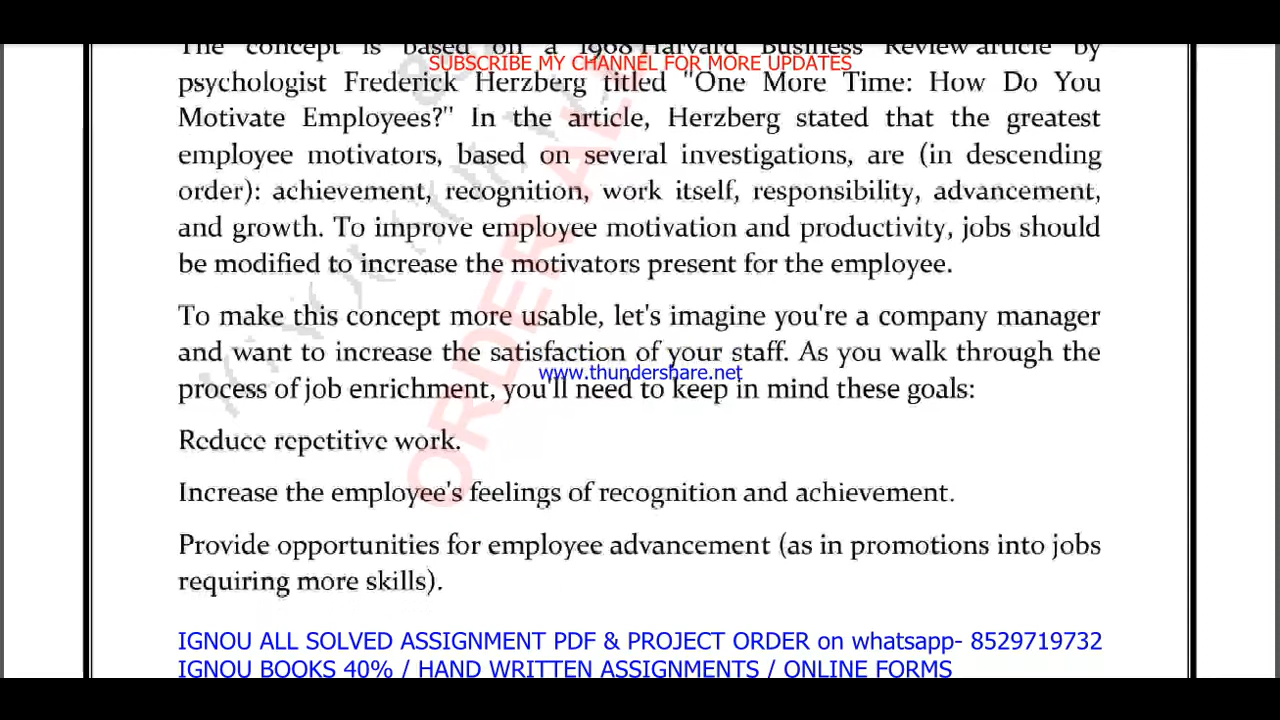 The concept is based on a 1968 Harvard Business Review article by
SUBSCRIBE MY CHANNEL FOR MORE UPDATES
psychologist Frederick Herzberg titled "One More Time: How Do You
Motivate Employees?" In the article, Herzberg stated that the greatest
employee motivators, based on several investigations, are (in descending
order): achievement, recognition, work itself, responsibility, advancement,
and growth. To improve employee motivation and productivity, jobs should
be modified to increase the motivators present for the employee.
To make this concept more usable, let's imagine you're a company manager
and want to increase the satisfaction of your staff. As you walk through the
www.thundershare.net
process of job enrichment, you'll need to keep in mind these goals:
Reduce repetitive work.
Increase the employee's feelings of recognition and achievement.
Provide opportunities for employee advancement (as in promotions into jobs
requiring more skills).
ORDER
IGNOU ALL SOLVED ASSIGNMENT PDF & PROJECT ORDER on whatsapp- 8529719732
IGNOU BOOKS 40% / HAND WRITTEN ASSIGNMENTS / ONLINE FORMS